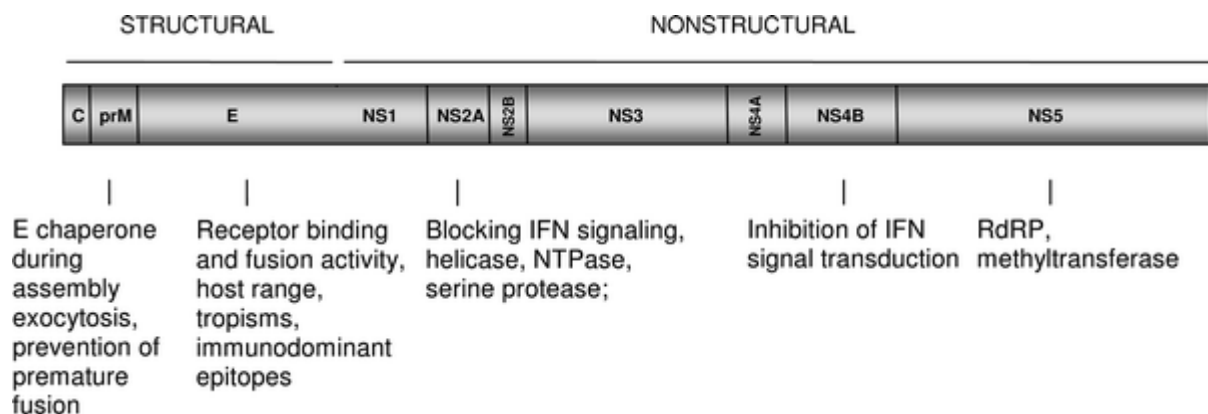 STRUCTURAL NONSTRUCTURAL
C prM E NS1 NS2A NS2B NS3 NS4A NS4B NS5
E chaperone
during
assembly
exocytosis,
prevention of
premature
fusion
Receptor binding
and fusion activity,
host range,
tropisms,
immunodominant
epitopes
Blocking IFN signaling,
helicase, NTPase,
serine protease;
Inhibition of IFN
signal transduction
RdRP,
methyltransferase